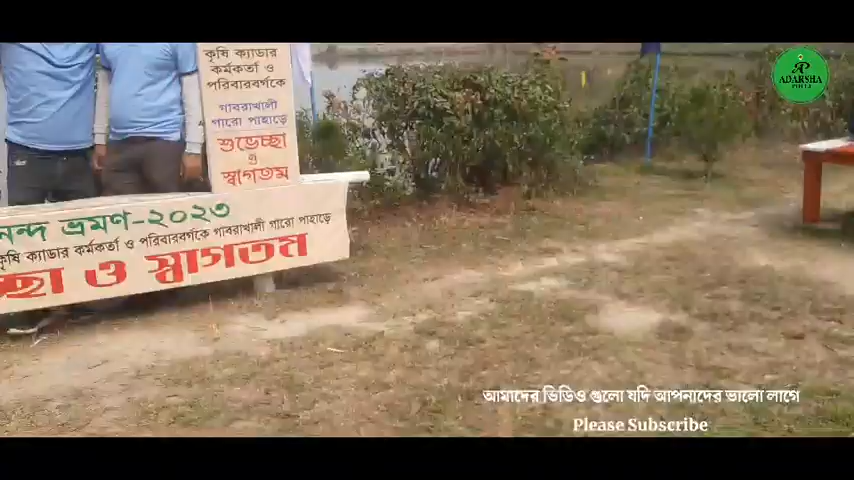 কৃষি ক্যাডার
কর্মকর্তা ও
পরিবারবর্গকে
গাবরাখালী
গারো পাহাড়ে
শুভেচ্ছা
ও
স্বাগতম
নন্দ ভ্রমণ-২০২৩
কৃষি ক্যাডার কর্মকর্তা ও পরিবারবর্গকে গাবরাখালী গারো পাহাড়ে
চ্ছা ও স্বাগতম
ADARSHA
আমাদের ভিডিও গুলো যদি আপনাদের ভালো লাগে
Please Subscribe